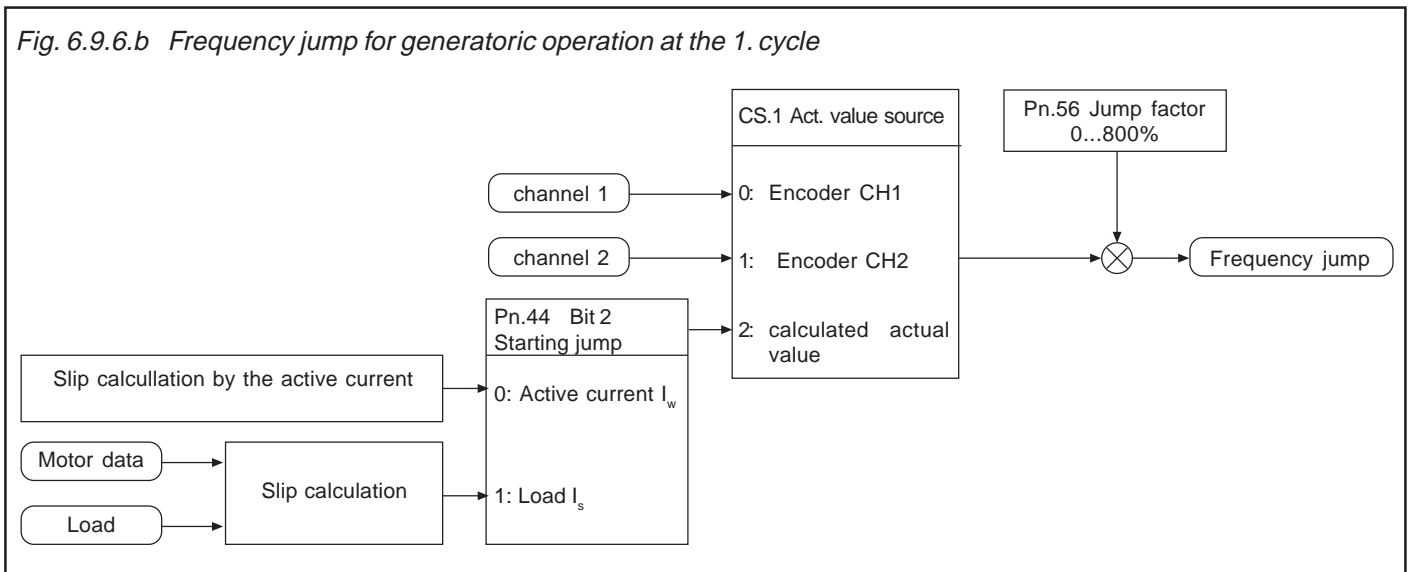 Fig. 6.9.6.b Frequency jump for generatoric operation at the 1. cycle
CS.1 Act. value source
Pn.56 Jump factor
0...800%
channel 1
0: Encoder CH1
channel 2
1: Encoder CH2
Frequency jump
Pn.44 Bit 2
Starting jump
2: calculated actual
value
Slip calcullation by the active current
0: Active current Iw
Motor data
Slip calculation
1: Load Is
Load